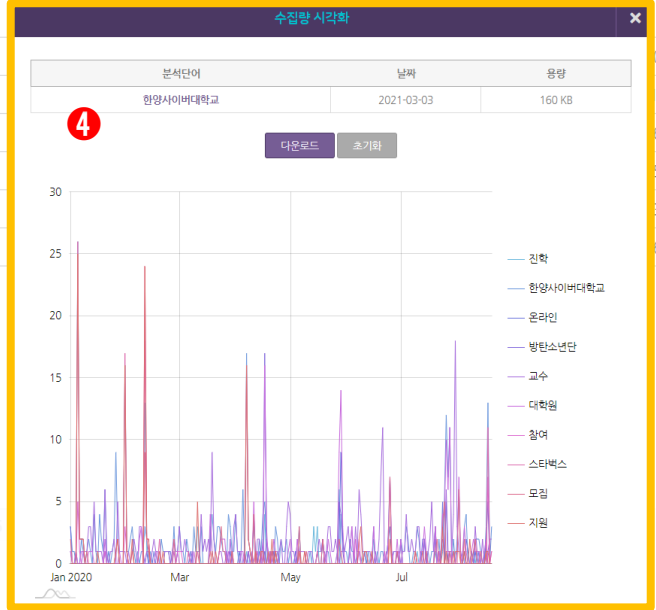 수집량 시각화
×
분석단어 날짜 용량
한양사이버대학교 2021-03-03 160 KB
4
다운로드 초기화
30
25
20
15
10
5
0
Jan 2020 Mar May Jul
진학
한양사이버대학교
온라인
방탄소년단
교수
대학원
참여
스타벅스
모집
지원